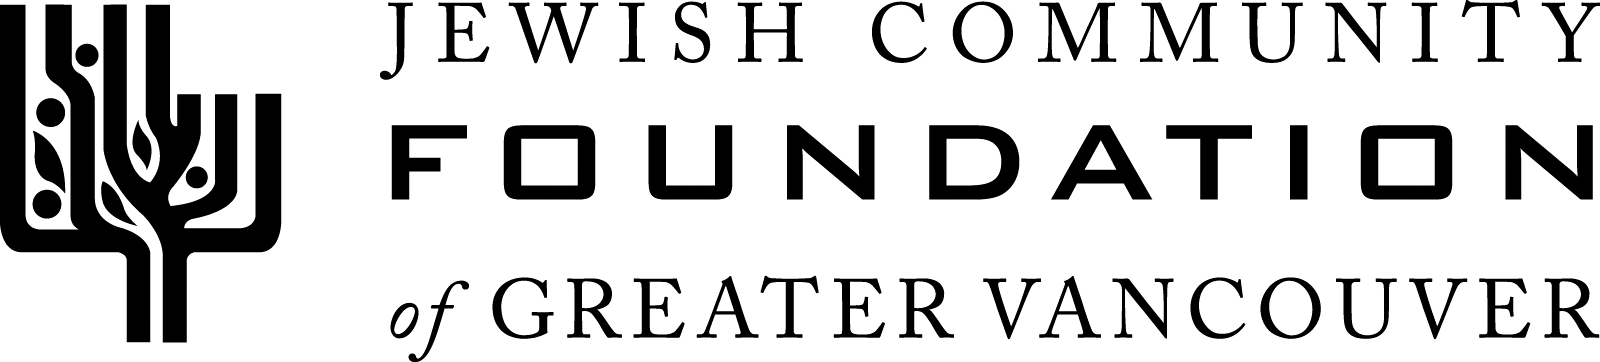 JEWISH COMMUNITY
FOUNDATION
of GREATER VANCOUVER